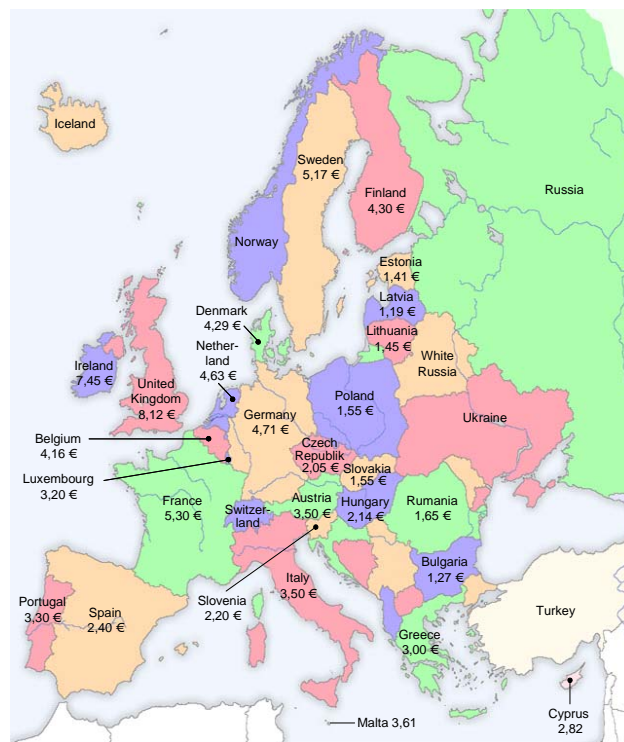 Iceland
Sweden
5,17 €
Finland
4,30 €
Russia
Norway
Estonia
1,41 €
Latvia
1,19 €
Lithuania
1,45 €
Denmark
4,29 €
Nether-
land
4,63 €
White
Russia
Ireland
7,45 €
United
Kingdom
8,12 €
Poland
1,55 €
Germany
4,71 €
Ukraine
Belgium
4,16 €
Czech
Republik
2,05 €
Luxembourg
3,20 €
Slovakia
1,55 €
France
5,30 €
Austria
3,50 €
Hungary
2,14 €
Rumania
1,65 €
Switzer-
land
Bulgaria
1,27 €
Italy
3,50 €
Slovenia
2,20 €
Portugal
3,30 €
Spain
2,40 €
Turkey
Greece
3,00 €
Malta 3,61
Cyprus
2,82